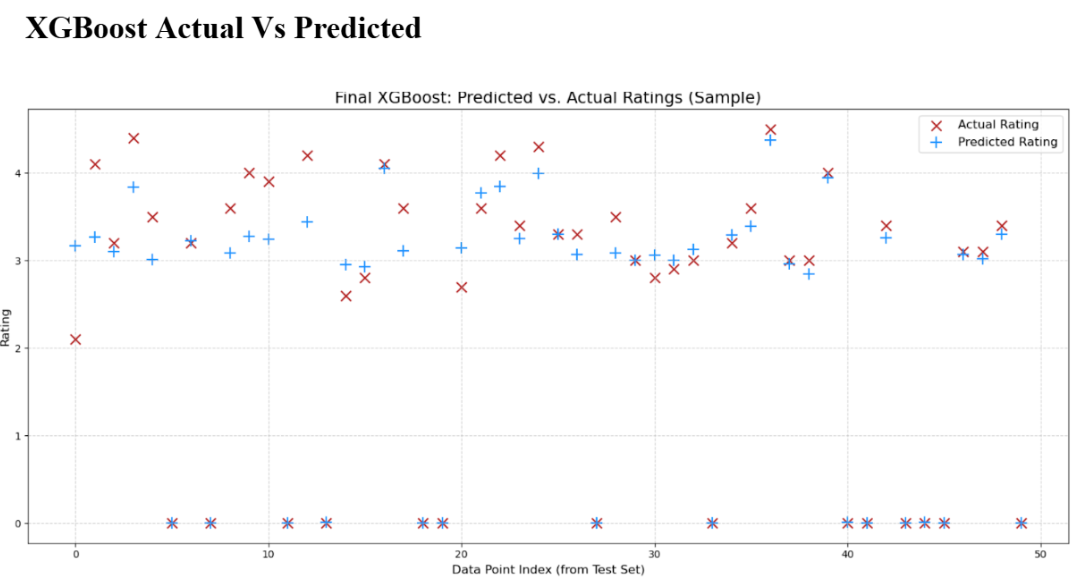 XGBoost Actual Vs Predicted
Final XGBoost: Predicted vs. Actual Ratings (Sample)
Actual Rating
Predicted Rating
4
3
2
1
0
Rating
0 10 20 30 40 50
Data Point Index (from Test Set)